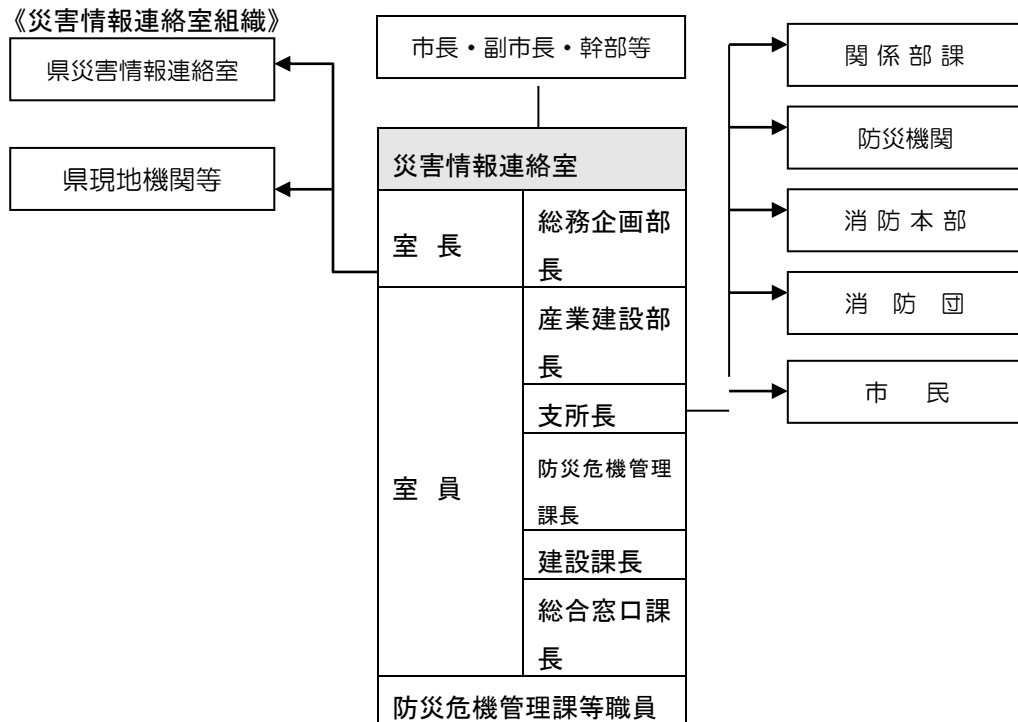 《災害情報連絡室組織》
県災害情報連絡室
県現地機関等
市長・副市長・幹部等
災害情報連絡室
室 長
総務企画部
長
室 員
産業建設部
長
支所長
防災危機管理
課長
建設課長
総合窓口課
長
防災危機管理課等職員
関 係 部 課
防災機関
消 防 本 部
消 防 団
市 民